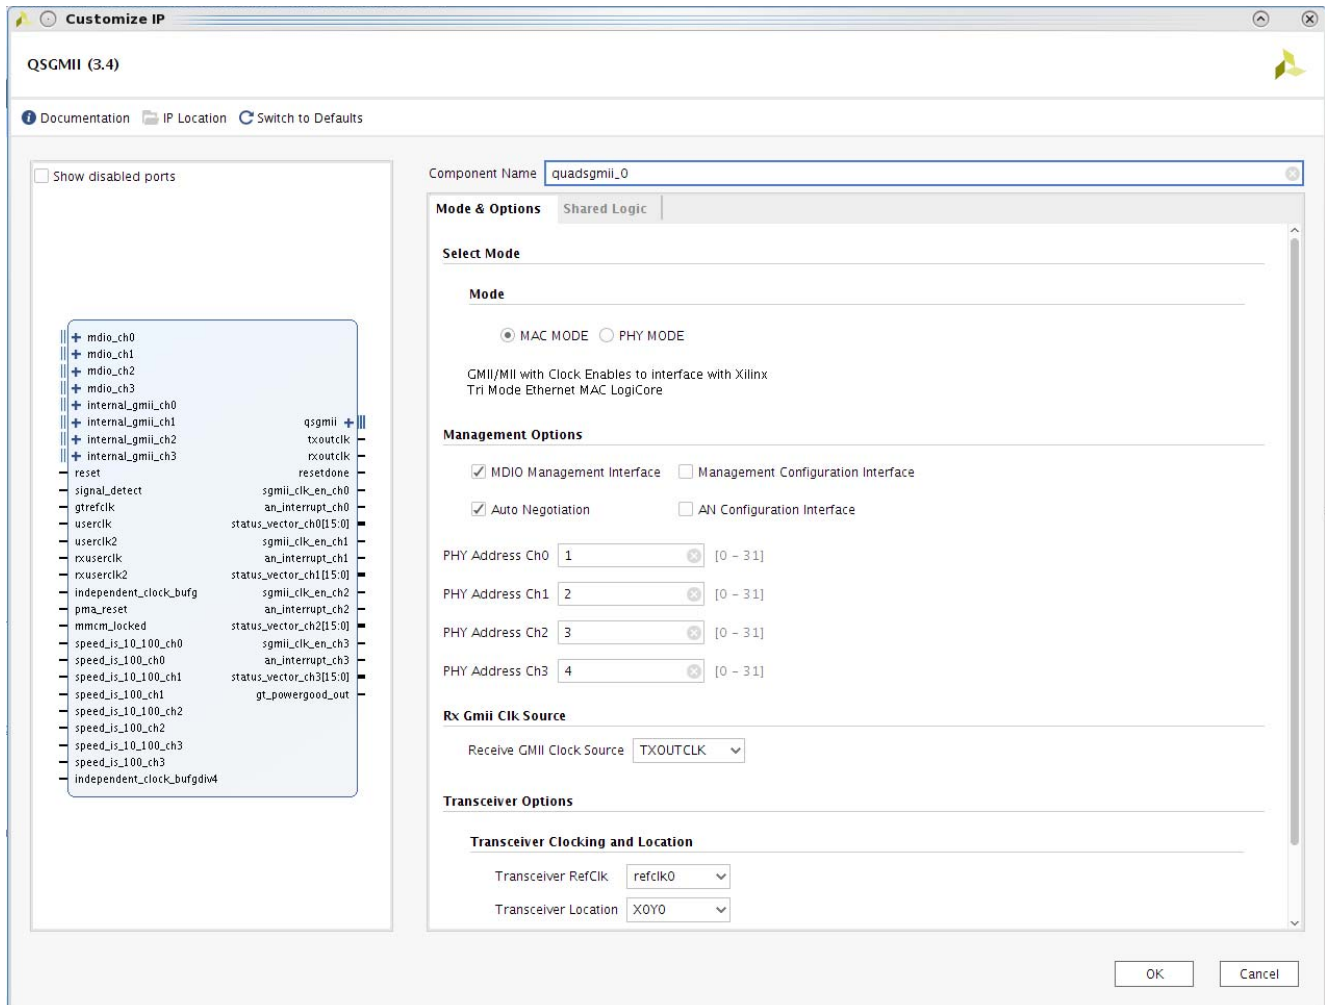 Customize IP
QSGMII (3.4)
Documentation IP Location Switch to Defaults
Show disabled ports
mdio_ch0
mdio_ch1
mdio_ch2
mdio_ch3
internal_gmii_ch0
internal_gmii_ch1 qsgmii
internal_gmii_ch2 txoutclk
internal_gmii_ch3 rxoutclk
reset resetdone
signal_detect sgmii_clk_en_ch0
gtrefclk an_interrupt_ch0
userclk status_vector_ch0[15:0]
userclk2 sgmii_clk_en_ch1
rxuserclk an_interrupt_ch1
rxuserclk2 status_vector_ch1[15:0]
independent_clock_bufg sgmii_clk_en_ch2
pma_reset an_interrupt_ch2
mmcm_locked status_vector_ch2[15:0]
speed_is_10_100_ch0 sgmii_clk_en_ch3
speed_is_100_ch0 an_interrupt_ch3
speed_is_10_100_ch1 status_vector_ch3[15:0]
speed_is_100_ch1 gt_powergood_out
speed_is_10_100_ch2
speed_is_100_ch2
speed_is_10_100_ch3
speed_is_100_ch3
independent_clock_bufgdiv4
Component Name quadsgmii_0
Mode & Options Shared Logic
Select Mode
Mode
MAC MODE PHY MODE
GMII/MII with Clock Enables to interface with Xilinx
Tri Mode Ethernet MAC LogiCore
Management Options
MDIO Management Interface Management Configuration Interface
Auto Negotiation AN Configuration Interface
PHY Address Ch0 1 [0 - 31]
PHY Address Ch1 2 [0 - 31]
PHY Address Ch2 3 [0 - 31]
PHY Address Ch3 4 [0 - 31]
Rx Gmii Clk Source
Receive GMII Clock Source TXOUTCLK
Transceiver Options
Transceiver Clocking and Location
Transceiver RefClk refclk0
Transceiver Location X0Y0
OK Cancel